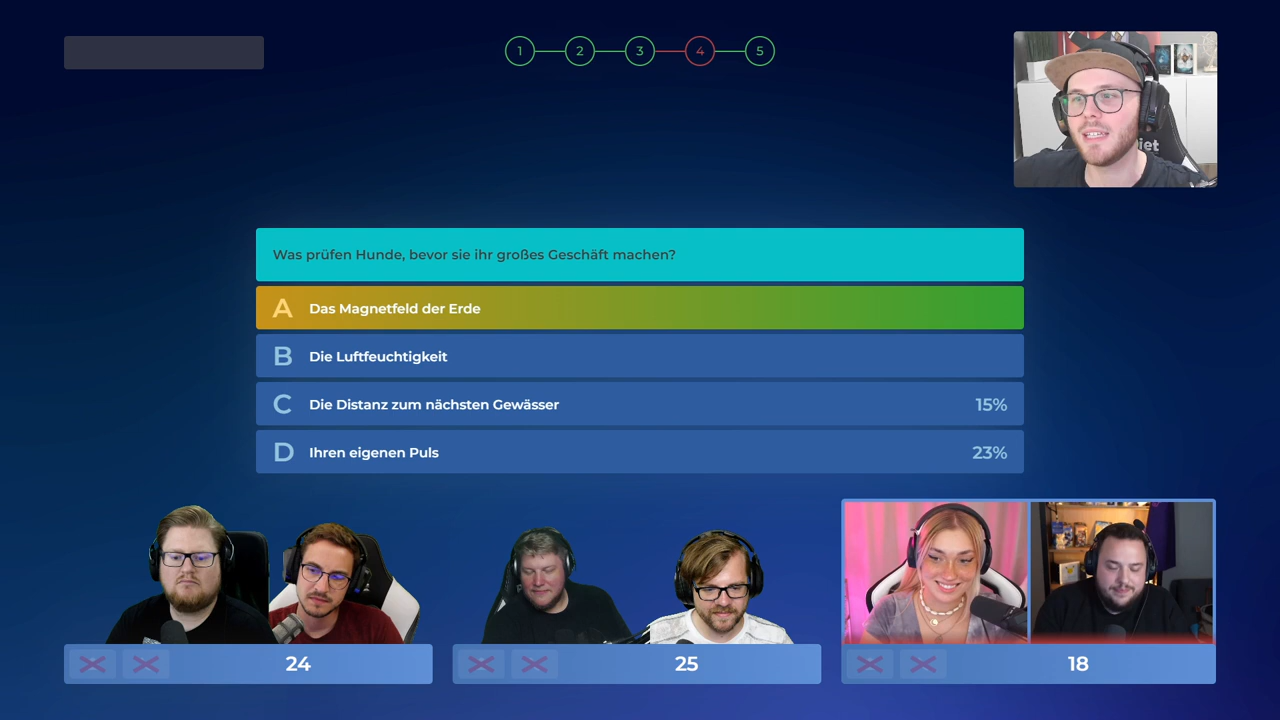 1 2 3 4 5
iet
Was prüfen Hunde, bevor sie ihr großes Geschäft machen?
A Das Magnetfeld der Erde
B Die Luftfeuchtigkeit
C Die Distanz zum nächsten Gewässer 15%
D Ihren eigenen Puls 23%
24 25 18